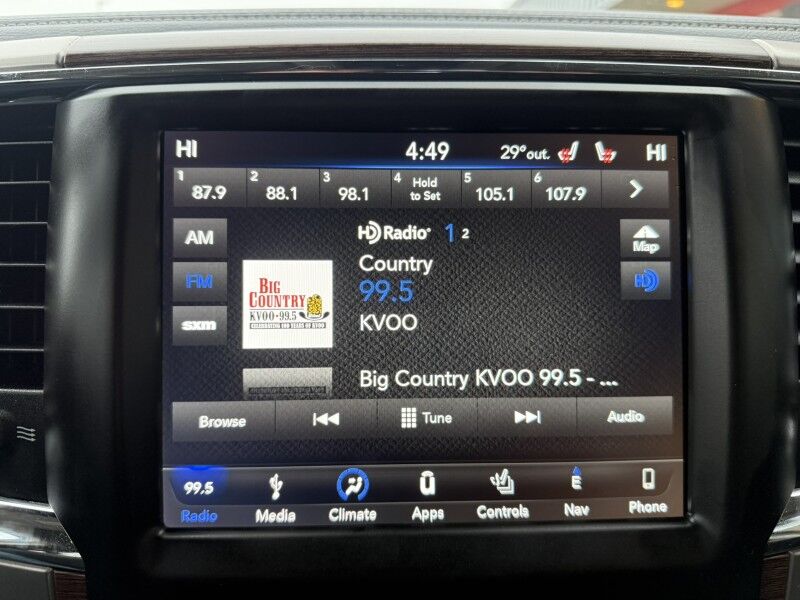 HI 4:49 29° out. HI
1 87.9 2 88.1 3 98.1 4 Hold to Set 5 105.1 6 107.9
AM
FM
sxm
HD Radio 1 2
Country
99.5
KVOO
Map
HD
BIG
COUNTRY
KVOO•99.5
CELEBRATING 100 YEARS OF KVOO
Big Country KVOO 99.5 - ...
Browse Tune Audio
99.5 E
Radio Media Climate Apps Controls Nav Phone